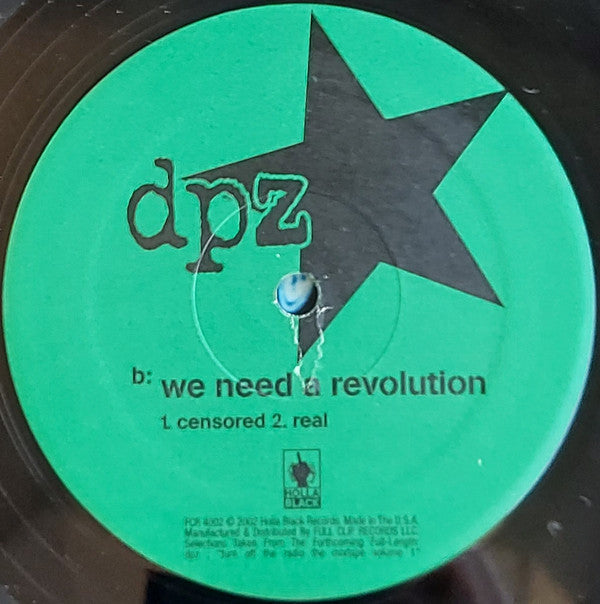 dpz
b: we need a revolution
1. censored 2. real
HOLLA
BLACK
FCR 4002 © 2002 Holla Black Records. Made In The U.S.A.
Manufactured & Distributed By FULL CLIP RECORDS LLC.
Selections Taken From The Forthcoming Full-Length:
dpz - "Turn off the radio the mixtape volume 1"